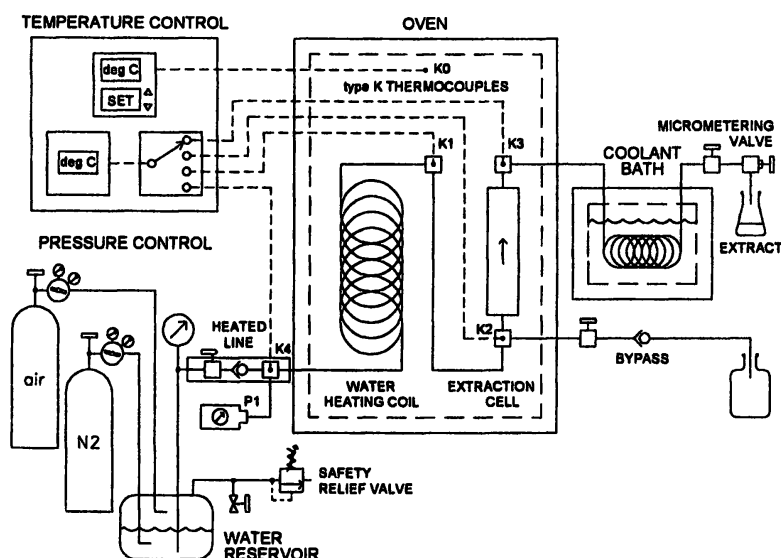 TEMPERATURE CONTROL
OVEN
deg C
SET
deg C
K0
type K THERMOCOUPLES
K1
K3
MICROMETERING
VALVE
COOLANT
BATH
EXTRACT
PRESSURE CONTROL
HEATED
LINE
K4
K2
P1
BYPASS
WATER
HEATING COIL
EXTRACTION
CELL
air
N2
SAFETY
RELIEF VALVE
WATER
RESERVOIR